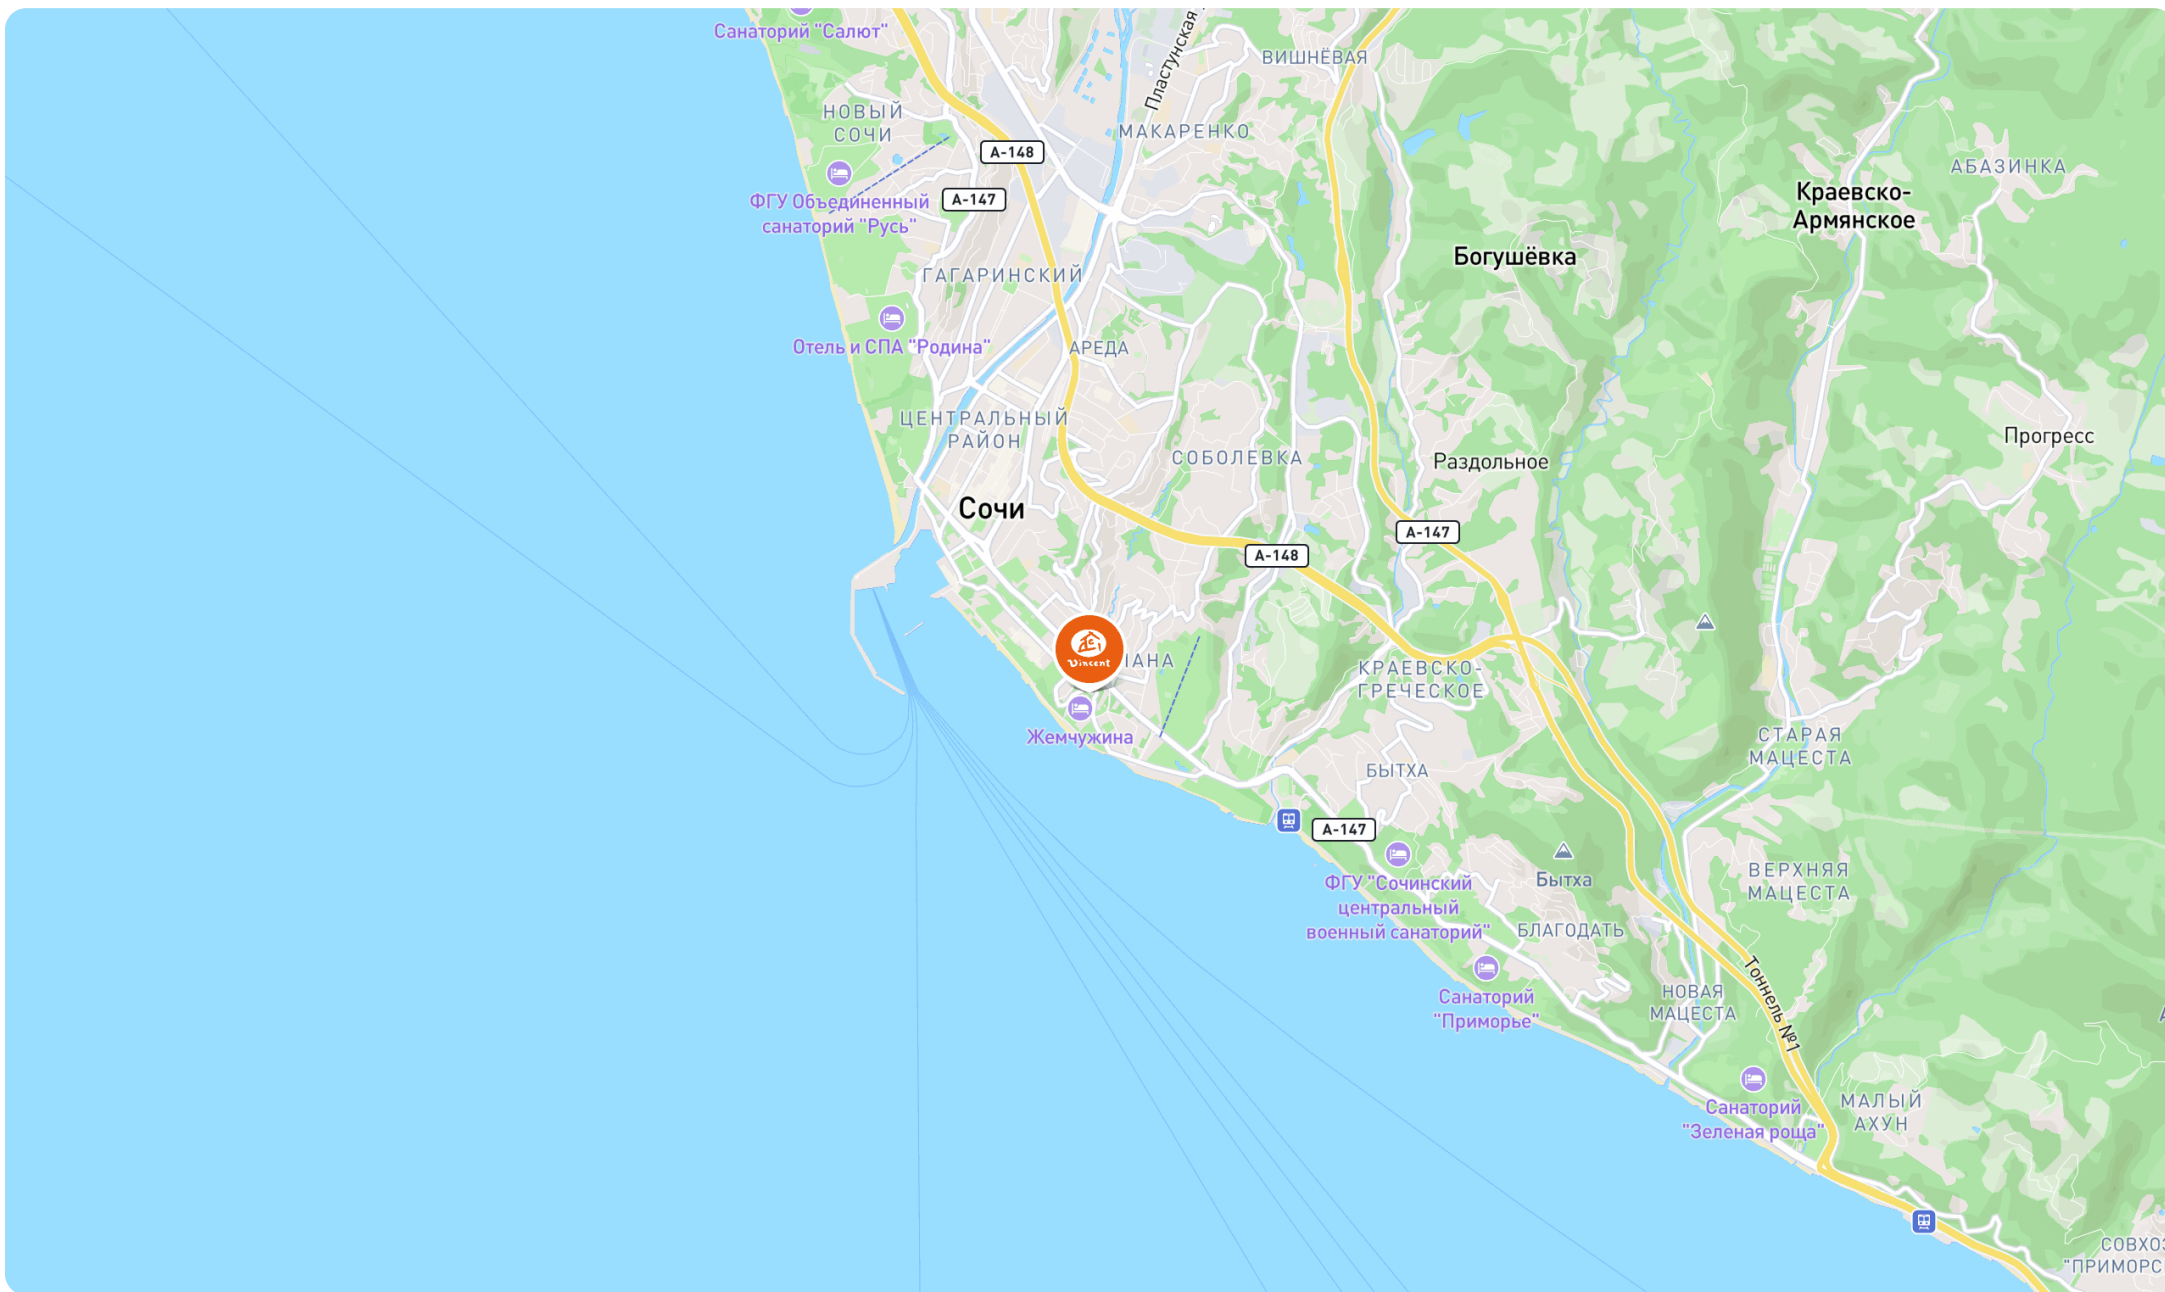 Санаторий "Салют"
Пластунская
ВИШНЁВАЯ
НОВЫЙ
СОЧИ
МАКАРЕНКО
А-148
А-147
ФГУ Объединенный
санаторий "Русь"
АБАЗИНКА
Краевско-
Армянское
Богушёвка
ГАГАРИНСКИЙ
Отель и СПА "Родина"
АРЕДА
ЦЕНТРАЛЬНЫЙ
РАЙОН
СОБОЛЕВКА
Раздольное
Прогресс
Сочи
А-147
А-148
Vincent
КРАЕВСКО-
ГРЕЧЕСКОЕ
Жемчужина
СТАРАЯ
МАЦЕСТА
БЫТХА
А-147
ФГУ "Сочинский
центральный
военный санаторий"
Бытха
ВЕРХНЯЯ
МАЦЕСТА
БЛАГОДАТЬ
Санаторий
"Приморье"
НОВАЯ
МАЦЕСТА
Тоннель №1
Санаторий
"Зеленая роща"
МАЛЫЙ
АХУН